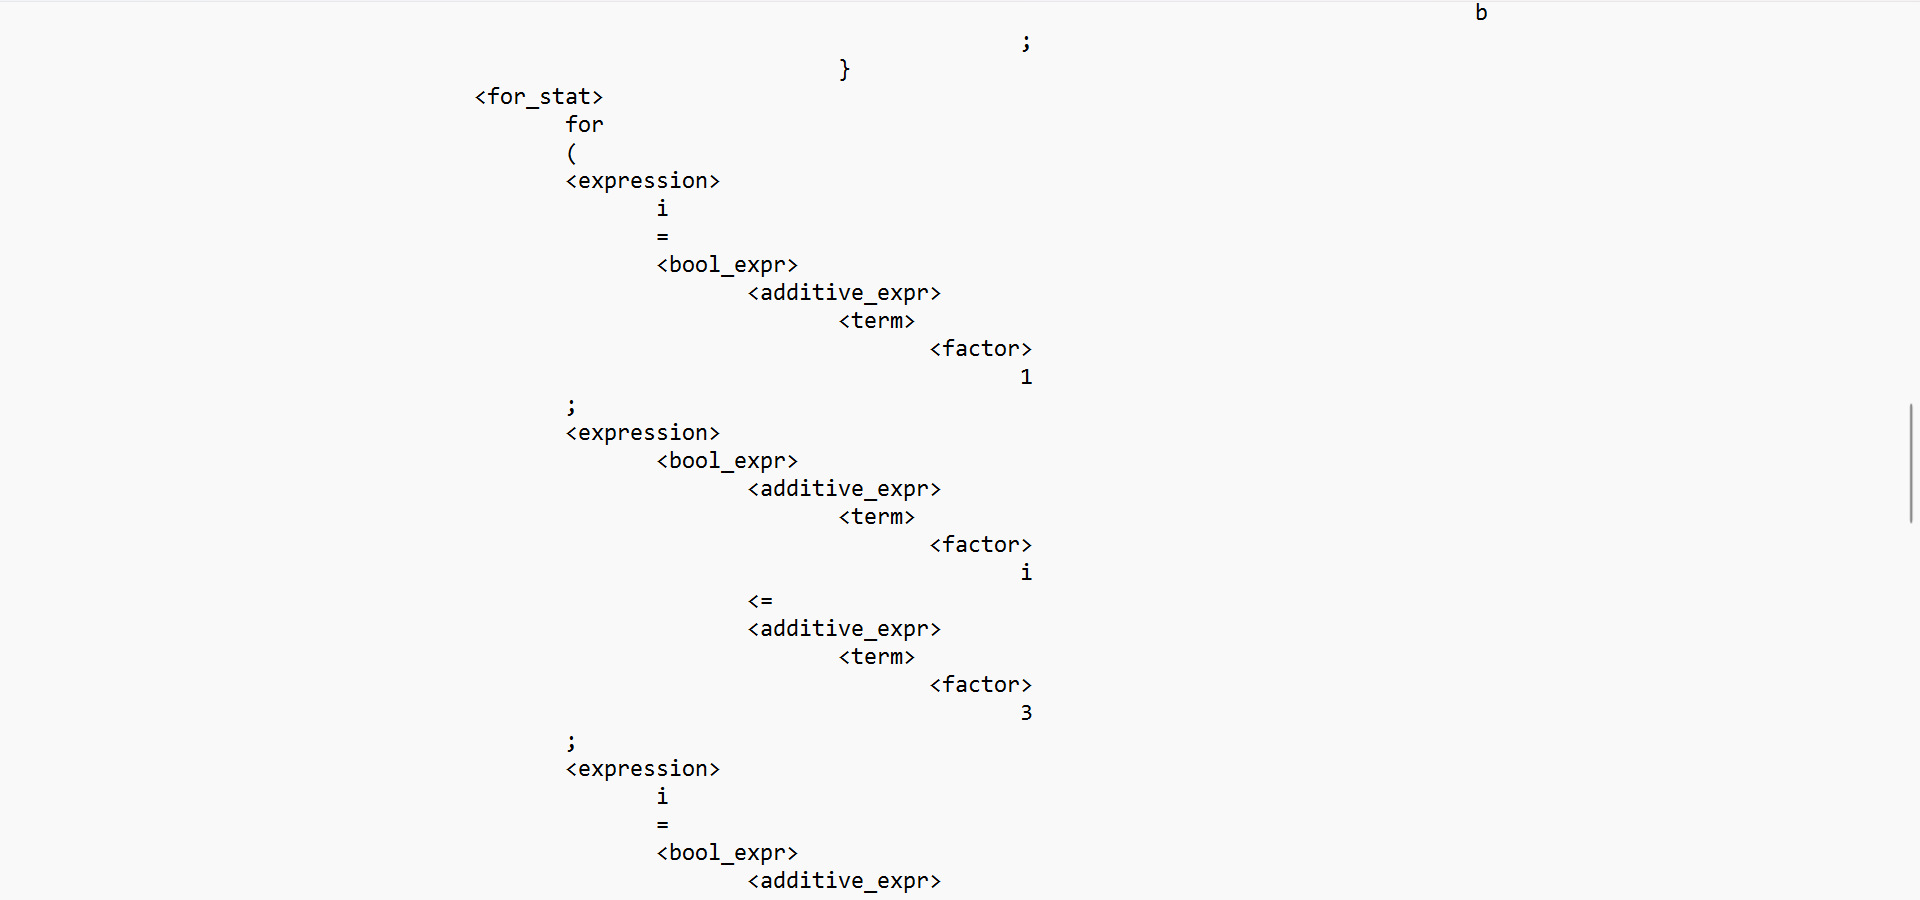 b
;
}
<for_stat>
for
(
<expression>
i
=
<bool_expr>
<additive_expr>
<term>
<factor>
1
;
<expression>
<bool_expr>
<additive_expr>
<term>
<factor>
i
<=
<additive_expr>
<term>
<factor>
3
;
<expression>
i
=
<bool_expr>
<additive_expr>